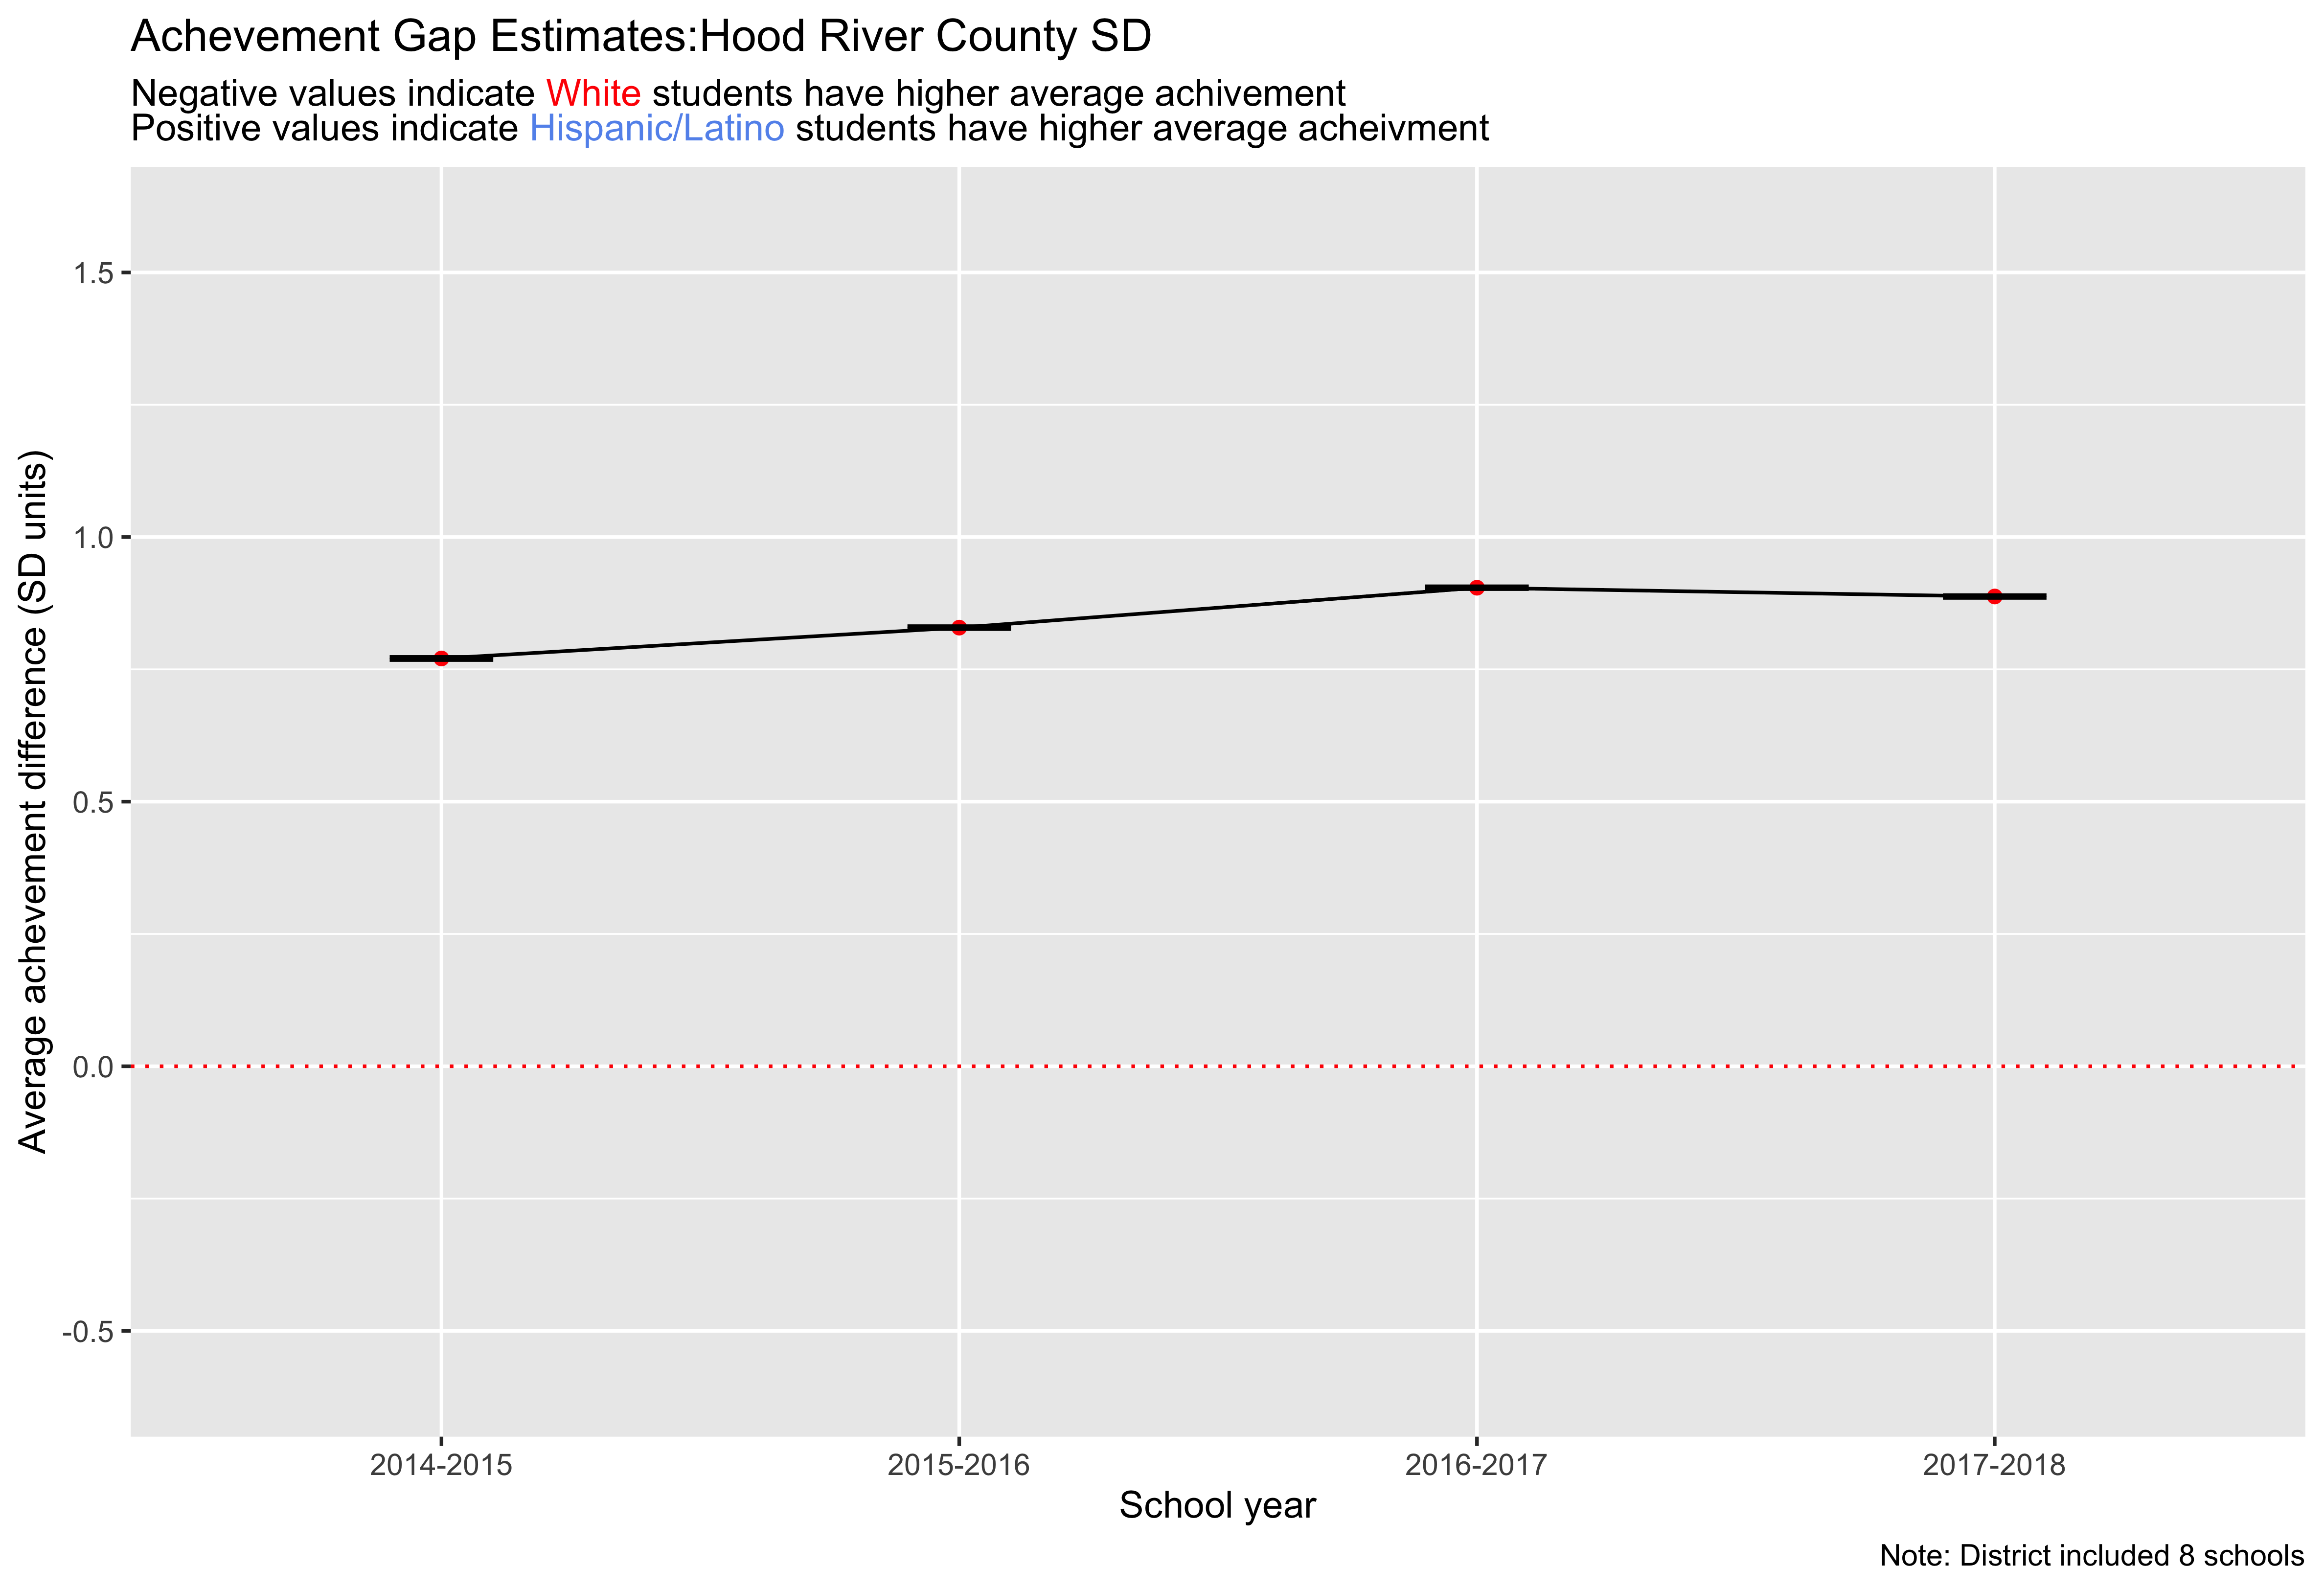 Achevement Gap Estimates:Hood River County SD
Negative values indicate White students have higher average achivement
Positive values indicate Hispanic/Latino students have higher average acheivment
Average achevement difference (SD units)
1.5
1.0
0.5
0.0
-0.5
2014-2015
2015-2016
2016-2017
2017-2018
School year
Note: District included 8 schools